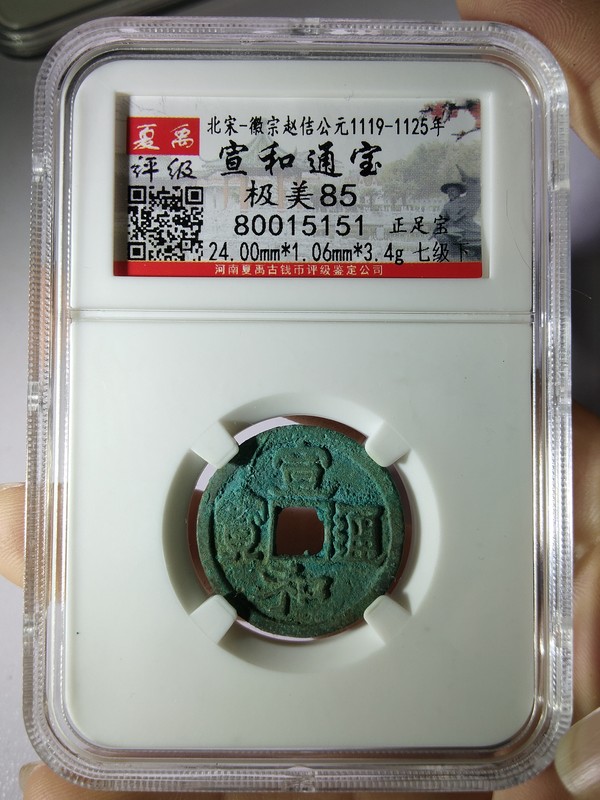 夏禹
评级
北宋-徽宗赵佶公元1119-1125年
宣和通宝
极美85
80015151 正足宝
24.00mm*1.06mm*3.4g 七级下
河南夏禹古钱币评级鉴定公司
宣
和
通
寳